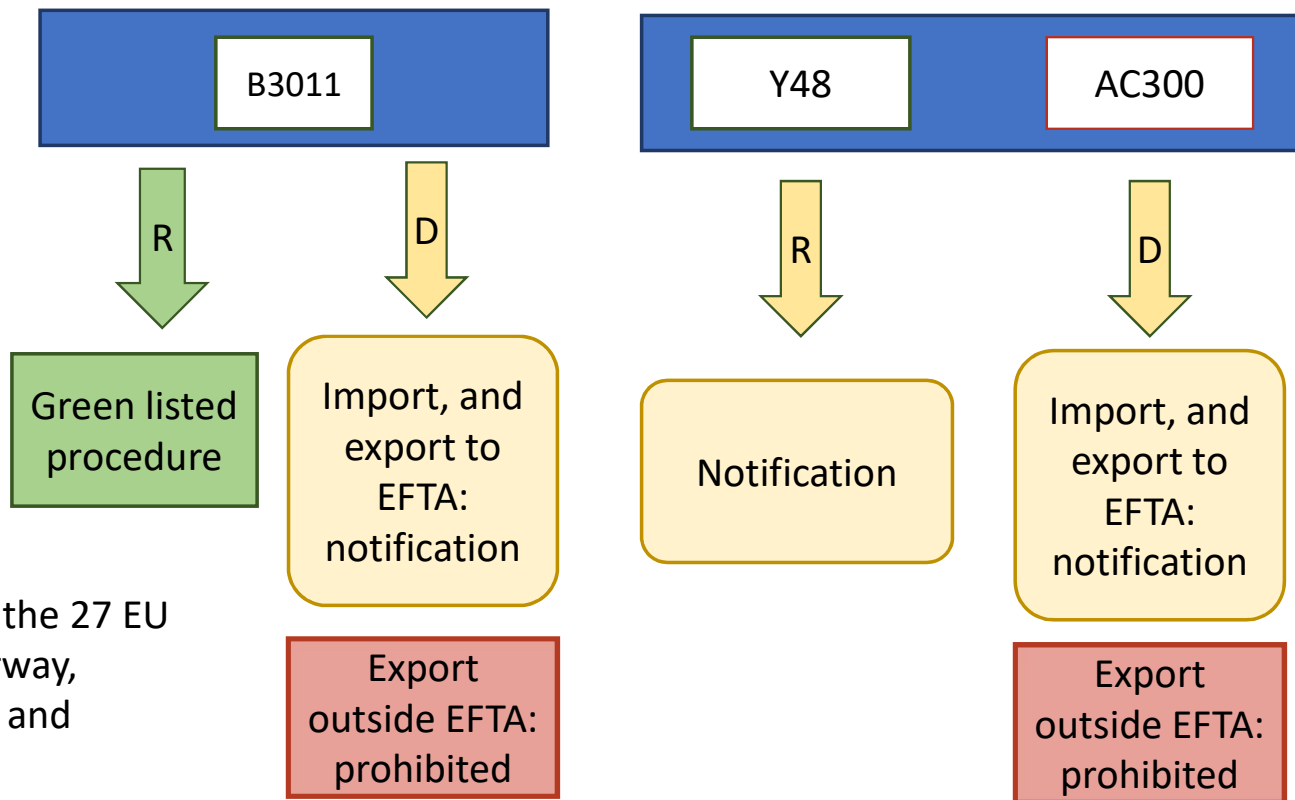 B3011
Y48
AC300
R
D
R
D
Green listed
procedure
Import, and
export to
EFTA:
notification
Notification
Import, and
export to
EFTA:
notification
the 27 EU
way,
and
Export
outside EFTA:
prohibited
Export
outside EFTA:
prohibited